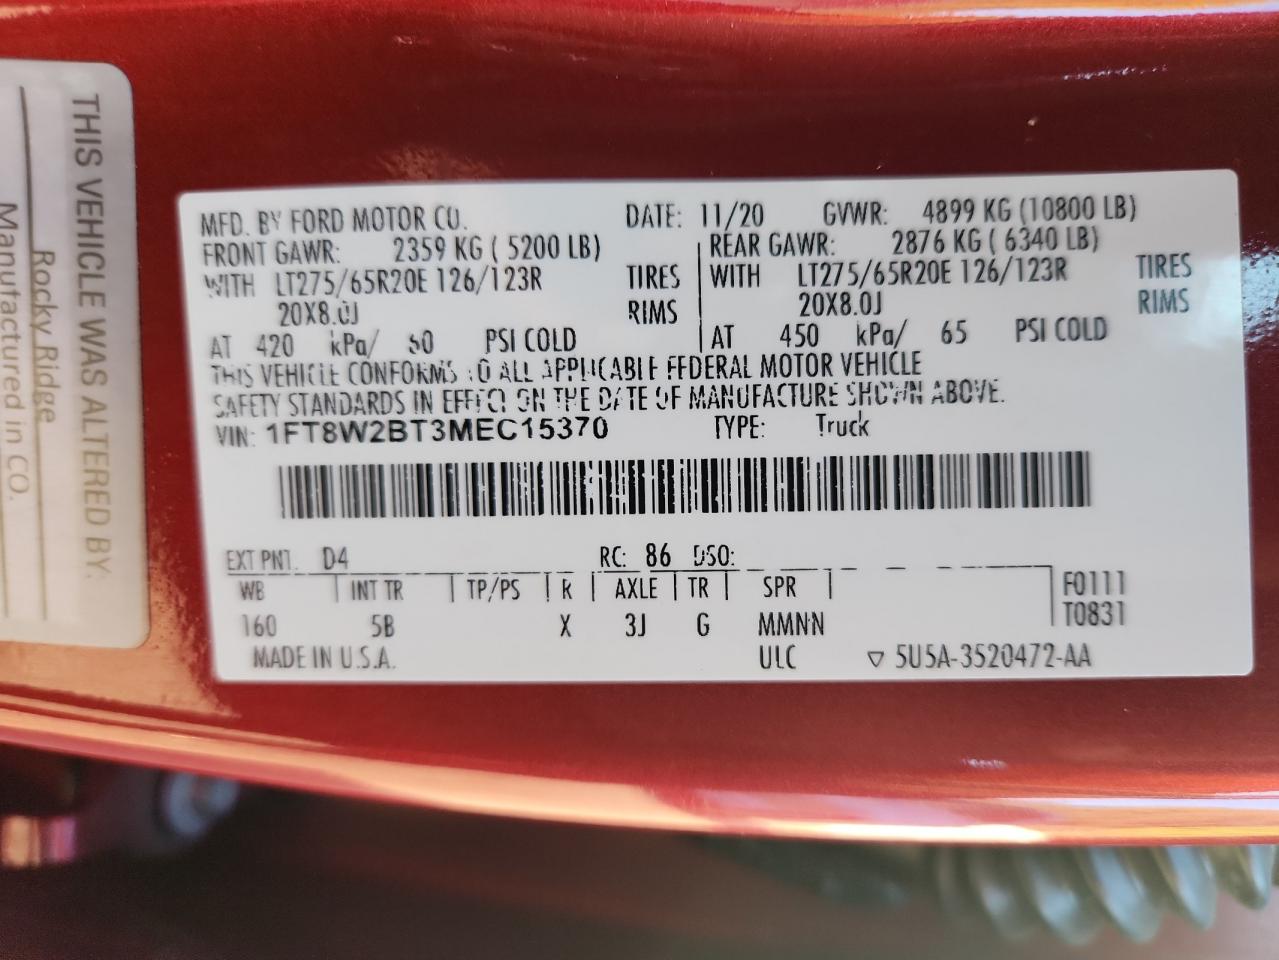 MFD. BY FORD MOTOR CO. DATE: 11/20 GVWR: 4899 KG (10800 LB)
FRONT GAWR: 2359 KG ( 5200 LB) REAR GAWR: 2876 KG ( 6340 LB)
WITH LT275/65R20E 126/123R TIRES WITH LT275/65R20E 126/123R TIRES
20X8.0J RIMS 20X8.0J RIMS
AT 420 kPa/ 60 PSI COLD AT 450 kPa/ 65 PSI COLD
THIS VEHICLE CONFORMS TO ALL APPLICABLE FEDERAL MOTOR VEHICLE
SAFETY STANDARDS IN EFFECT ON THE DATE OF MANUFACTURE SHOWN ABOVE.
VIN: 1FT8W2BT3MEC15370 TYPE: Truck
EXT PNT. D4 RC: 86 DSO:
WB INT TR TP/PS R AXLE TR SPR F0111
160 5B X 3J G MMNN T0831
MADE IN U.S.A. ULC ▽ 5U5A-3520472-AA
THIS VEHICLE WAS ALTERED BY:
Rocky Ridge
Manufactured in CO.